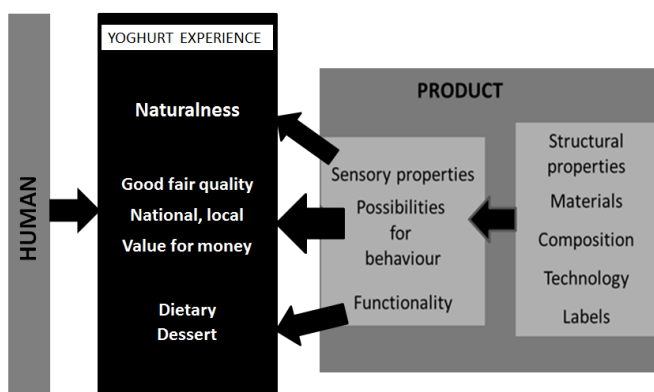 HUMAN
YOGHURT EXPERIENCE
Naturalness
Good fair quality
National, local
Value for money
Dietary
Dessert
PRODUCT
Sensory properties
Possibilities
for
behaviour
Functionality
Structural
properties
Materials
Composition
Technology
Labels